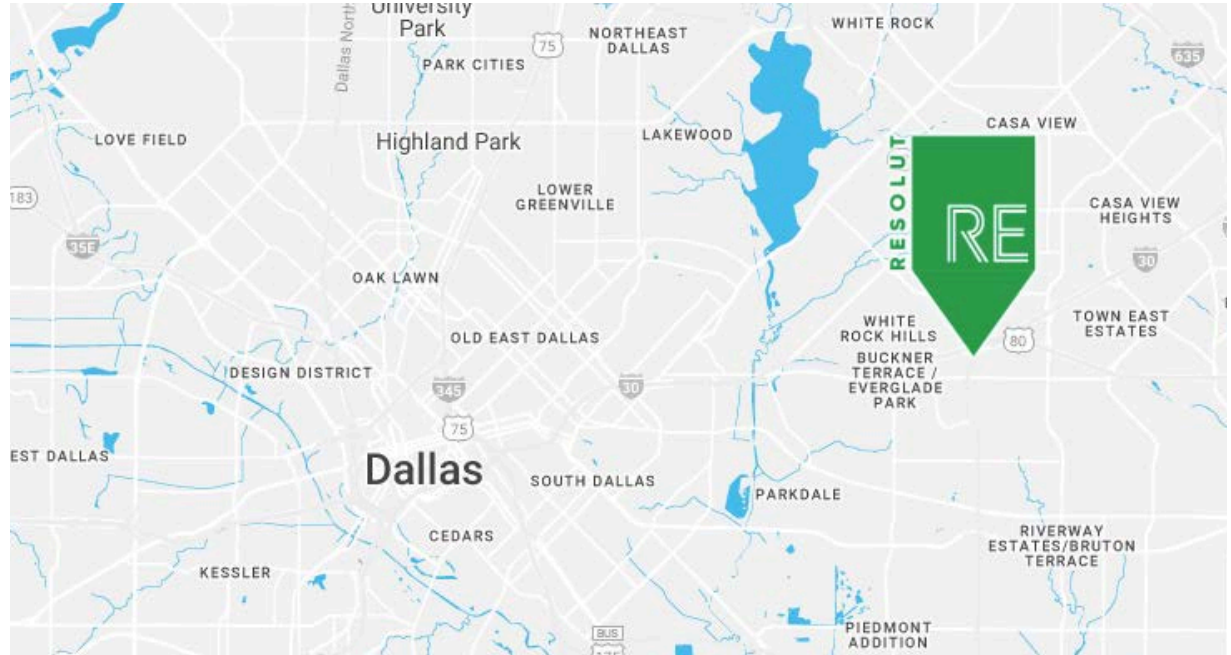 University
Park
WHITE ROCK
75
NORTHEAST
DALLAS
Dallas North
PARK CITIES
635
CASA VIEW
LOVE FIELD
Highland Park
LAKEWOOD
RESOLUT
RE
183
LOWER
GREENVILLE
CASA VIEW
HEIGHTS
35E
30
OAK LAWN
WHITE
ROCK HILLS
TOWN EAST
ESTATES
OLD EAST DALLAS
80
BUCKNER
TERRACE /
EVERGLADE
PARK
DESIGN DISTRICT
345
30
75
EST DALLAS
Dallas
SOUTH DALLAS
PARKDALE
CEDARS
RIVERWAY
ESTATES/BRUTON
TERRACE
KESSLER
BUS
PIEDMONT
ADDITION